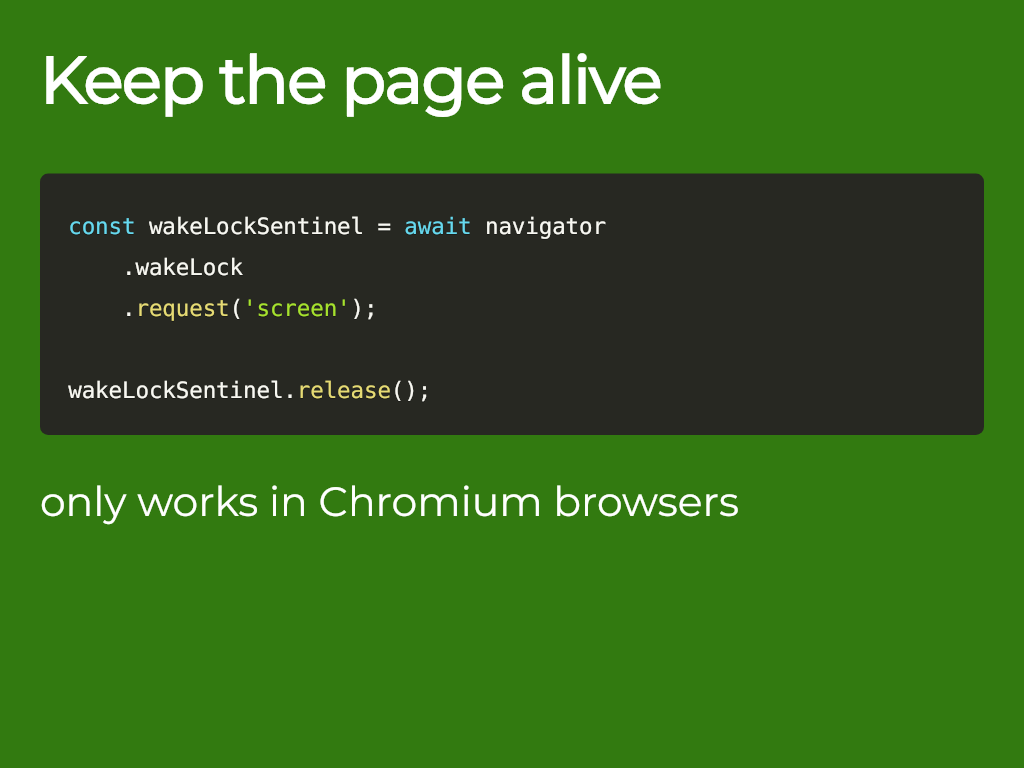 Keep the page alive
const wakeLockSentinel = await navigator
    .wakeLock
    .request('screen');
wakeLockSentinel.release();
only works in Chromium browsers